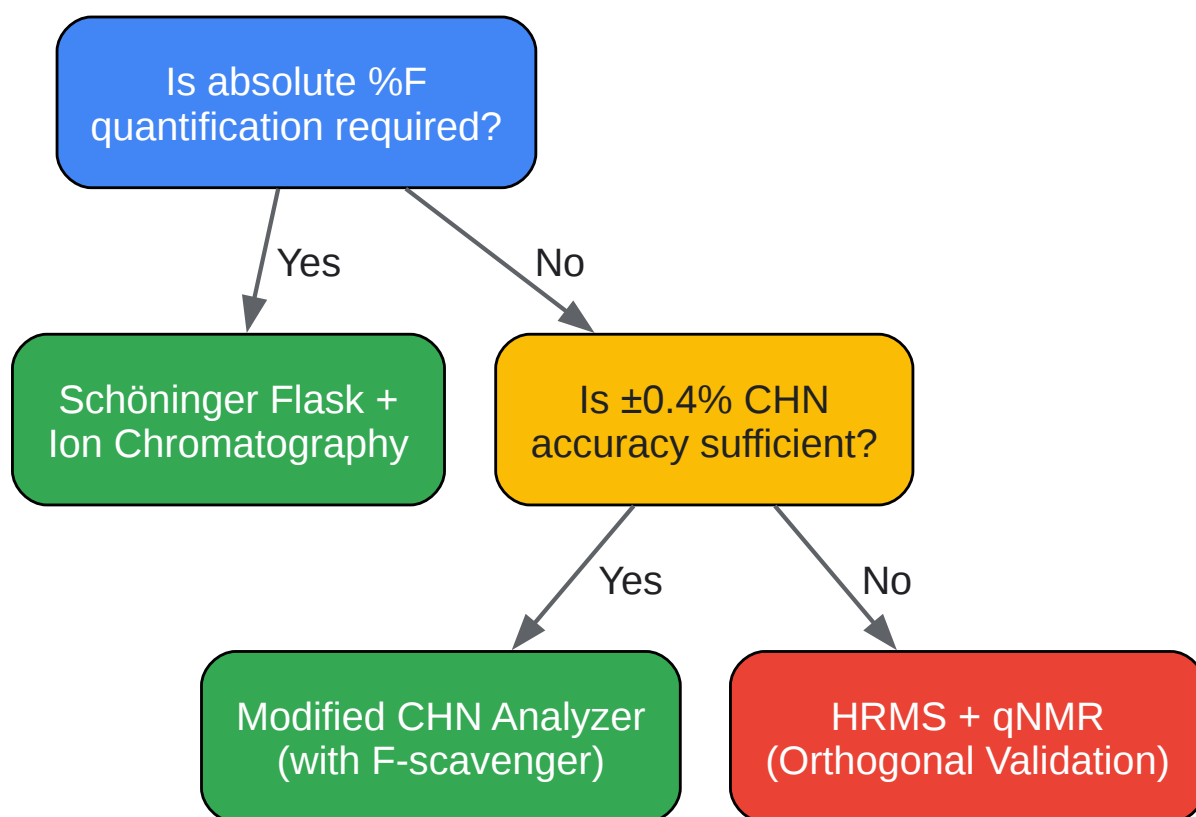 Is absolute %F
quantification required?
Yes
No
Schöninger Flask +
Ion Chromatography
Is ±0.4% CHN
accuracy sufficient?
Yes
No
Modified CHN Analyzer
(with F-scavenger)
HRMS + qNMR
(Orthogonal Validation)